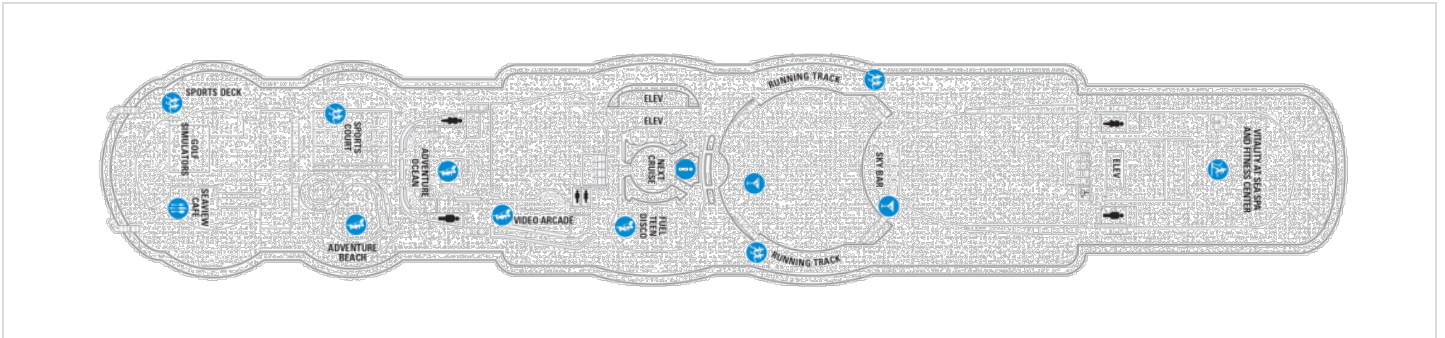 SPORTS DECK
GOLF
SIMULATORS
SEAVIEW
CAFE
SPORTS
COURT
ADVENTURE
BEACH
ADVENTURE
OCEAN
VIDEO ARCADE
ELEV
ELEV
NEXT
CRUISE
FUEL
TEEN
DISCO
RUNNING TRACK
RUNNING TRACK
SKY BAR
ELEV
VITALITY AT SEA SPA
AND FITNESS CENTER